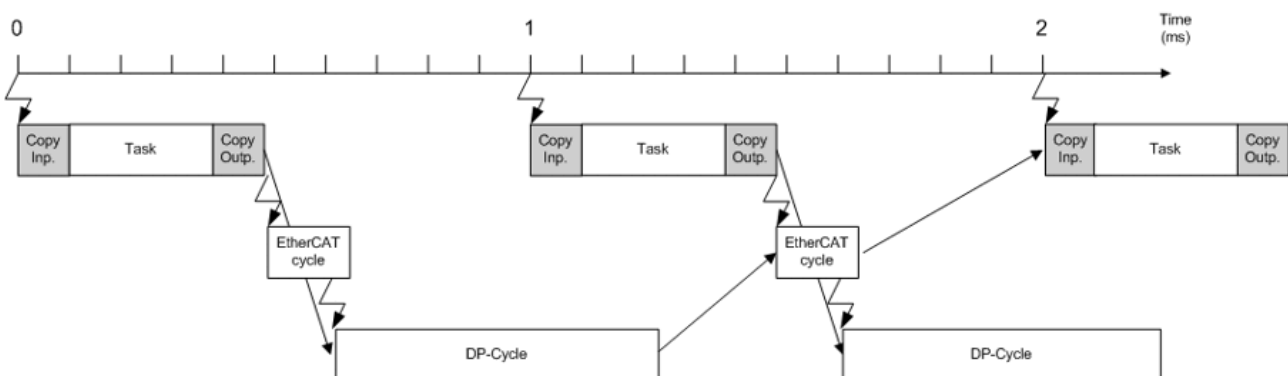 0
1
2
Time
(ms)
Copy
Inp.
Task
Copy
Outp.
Copy
Inp.
Task
Copy
Outp.
Copy
Inp.
Task
Copy
Outp.
EtherCAT
cycle
EtherCAT
cycle
DP-Cycle
DP-Cycle